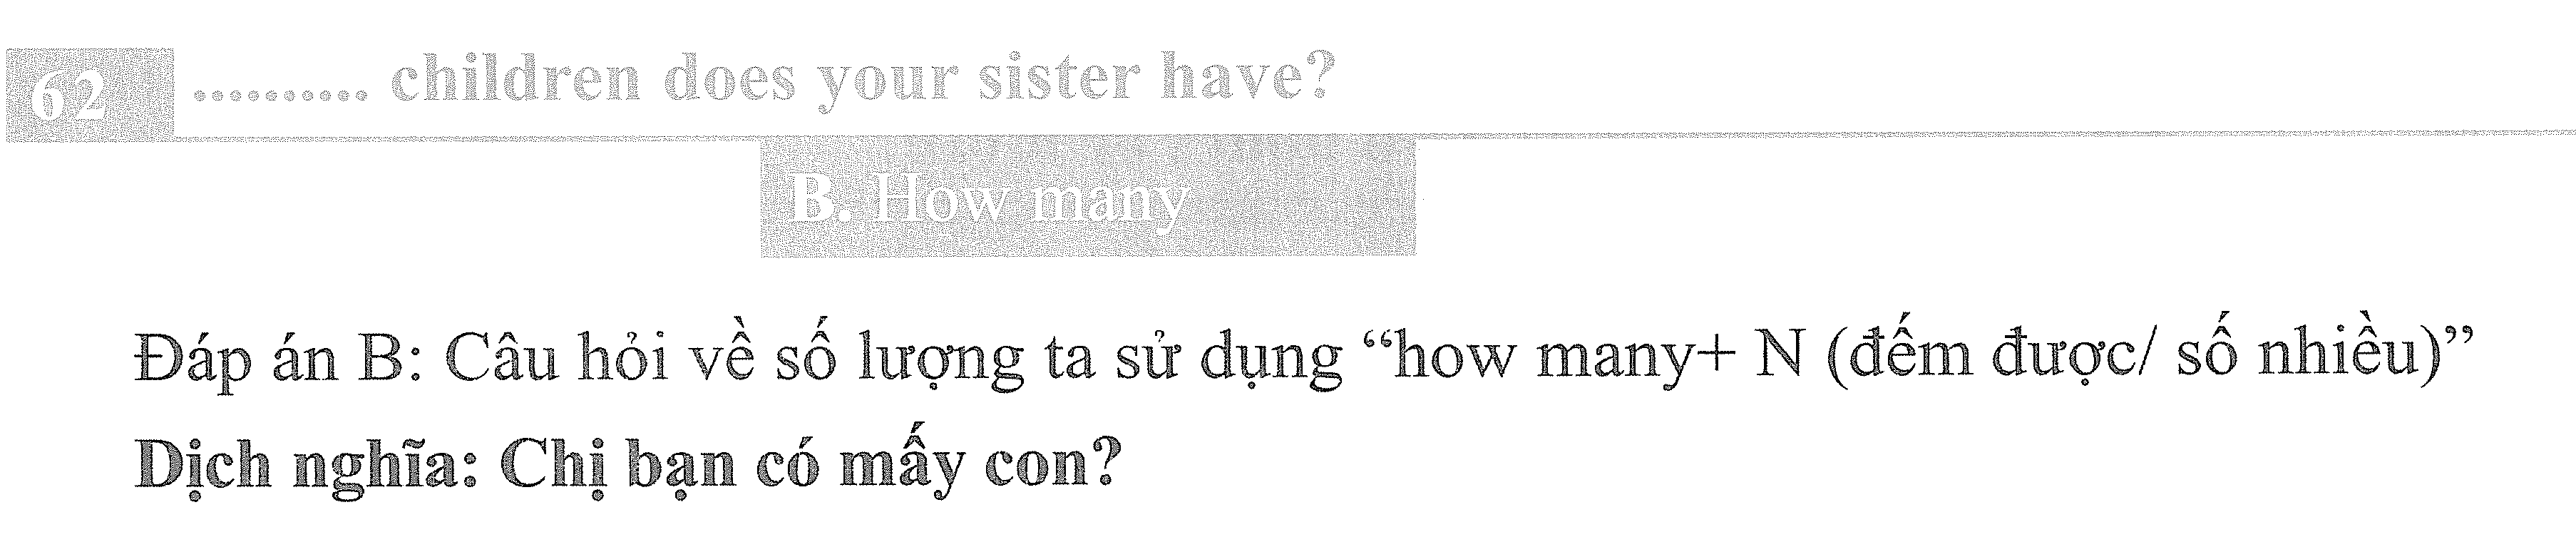 62 .......... children does your sister have?
B. How many
Đáp án B: Câu hỏi về số lượng ta sử dụng “how many+ N (đếm được/ số nhiều)”
Dịch nghĩa: Chị bạn có mấy con?